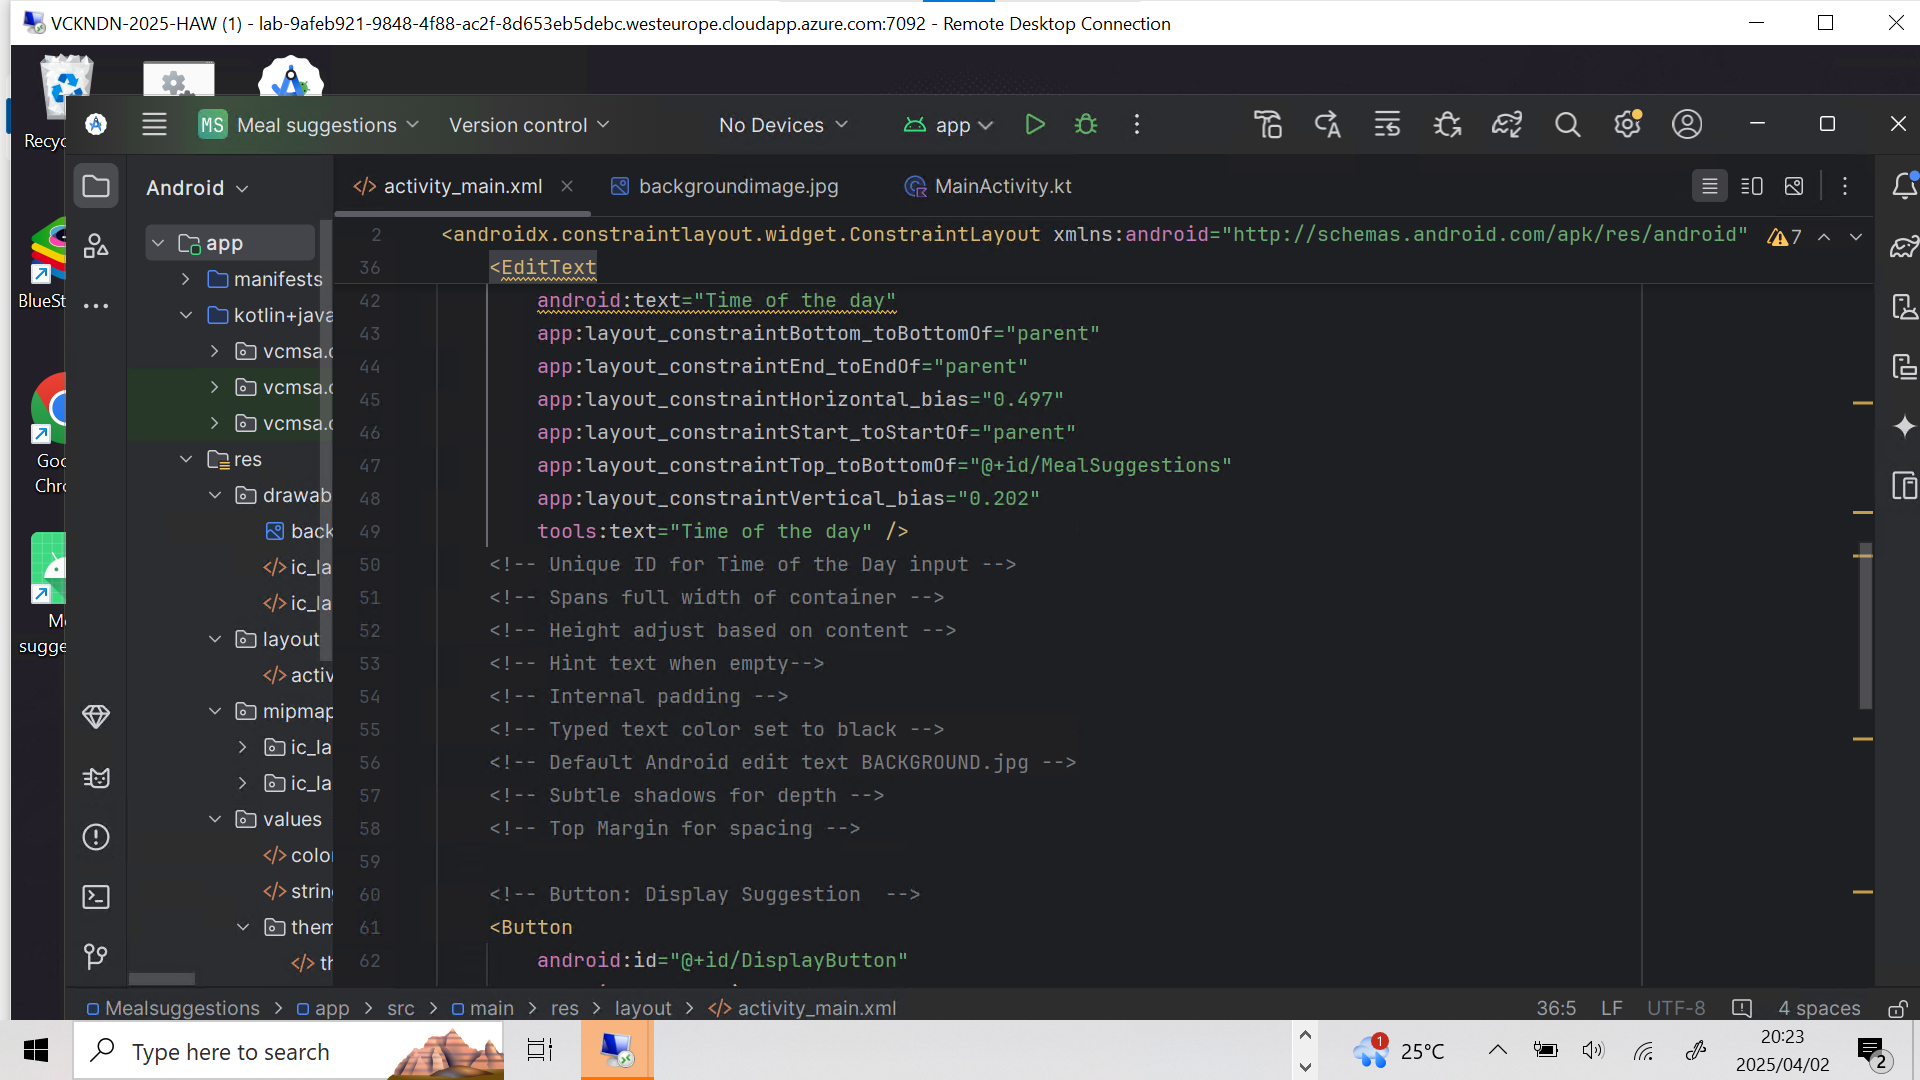 VCKNDN-2025-HAW (1) - lab-9afeb921-9848-4f88-ac2f-8d653eb5debc.westeurope.cloudapp.azure.com:7092 - Remote Desktop Connection
Recyc
MS Meal suggestions
Version control
No Devices
app
Android
activity_main.xml
backgroundimage.jpg
MainActivity.kt
2 <androidx.constraintlayout.widget.ConstraintLayout xmlns:android="http://schemas.android.com/apk/res/android"
7
36 <EditText
42 android:text="Time of the day"
43 app:layout_constraintBottom_toBottomOf="parent"
44 app:layout_constraintEnd_toEndOf="parent"
45 app:layout_constraintHorizontal_bias="0.497"
46 app:layout_constraintStart_toStartOf="parent"
47 app:layout_constraintTop_toBottomOf="@+id/MealSuggestions"
48 app:layout_constraintVertical_bias="0.202"
49 tools:text="Time of the day" />
50 <!-- Unique ID for Time of the Day input -->
51 <!-- Spans full width of container -->
52 <!-- Height adjust based on content -->
53 <!-- Hint text when empty-->
54 <!-- Internal padding -->
55 <!-- Typed text color set to black -->
56 <!-- Default Android edit text BACKGROUND.jpg -->
57 <!-- Subtle shadows for depth -->
58 <!-- Top Margin for spacing -->
59
60 <!-- Button: Display Suggestion  -->
61 <Button
62 android:id="@+id/DisplayButton"
app
manifests
kotlin+java
vcmsa.c
vcmsa.c
vcmsa.c
res
drawab
back
ic_la
ic_la
layout
activ
mipmap
ic_la
ic_la
values
color
string
them
th
BlueSt
Goo
Chro
Me
sugge
Mealsuggestions > app > src > main > res > layout > activity_main.xml
36:5 LF UTF-8 4 spaces
Type here to search
1
25°C
20:23
2025/04/02
2